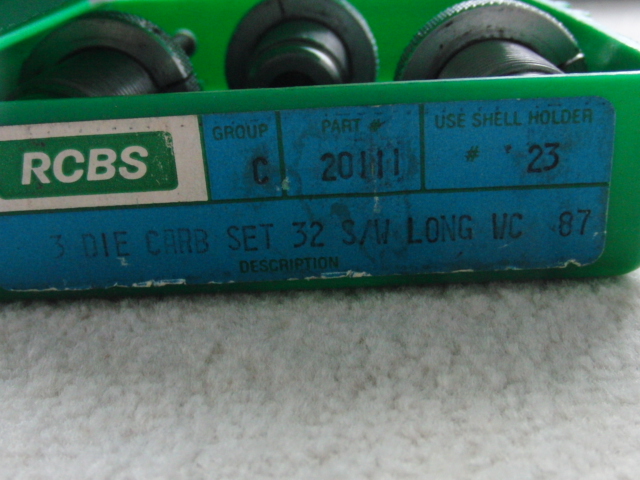 RCBS
GROUP C
PART # 20111
USE SHELL HOLDER # 23
3 DIE CARB SET 32 S/W LONG WC 87
DESCRIPTION